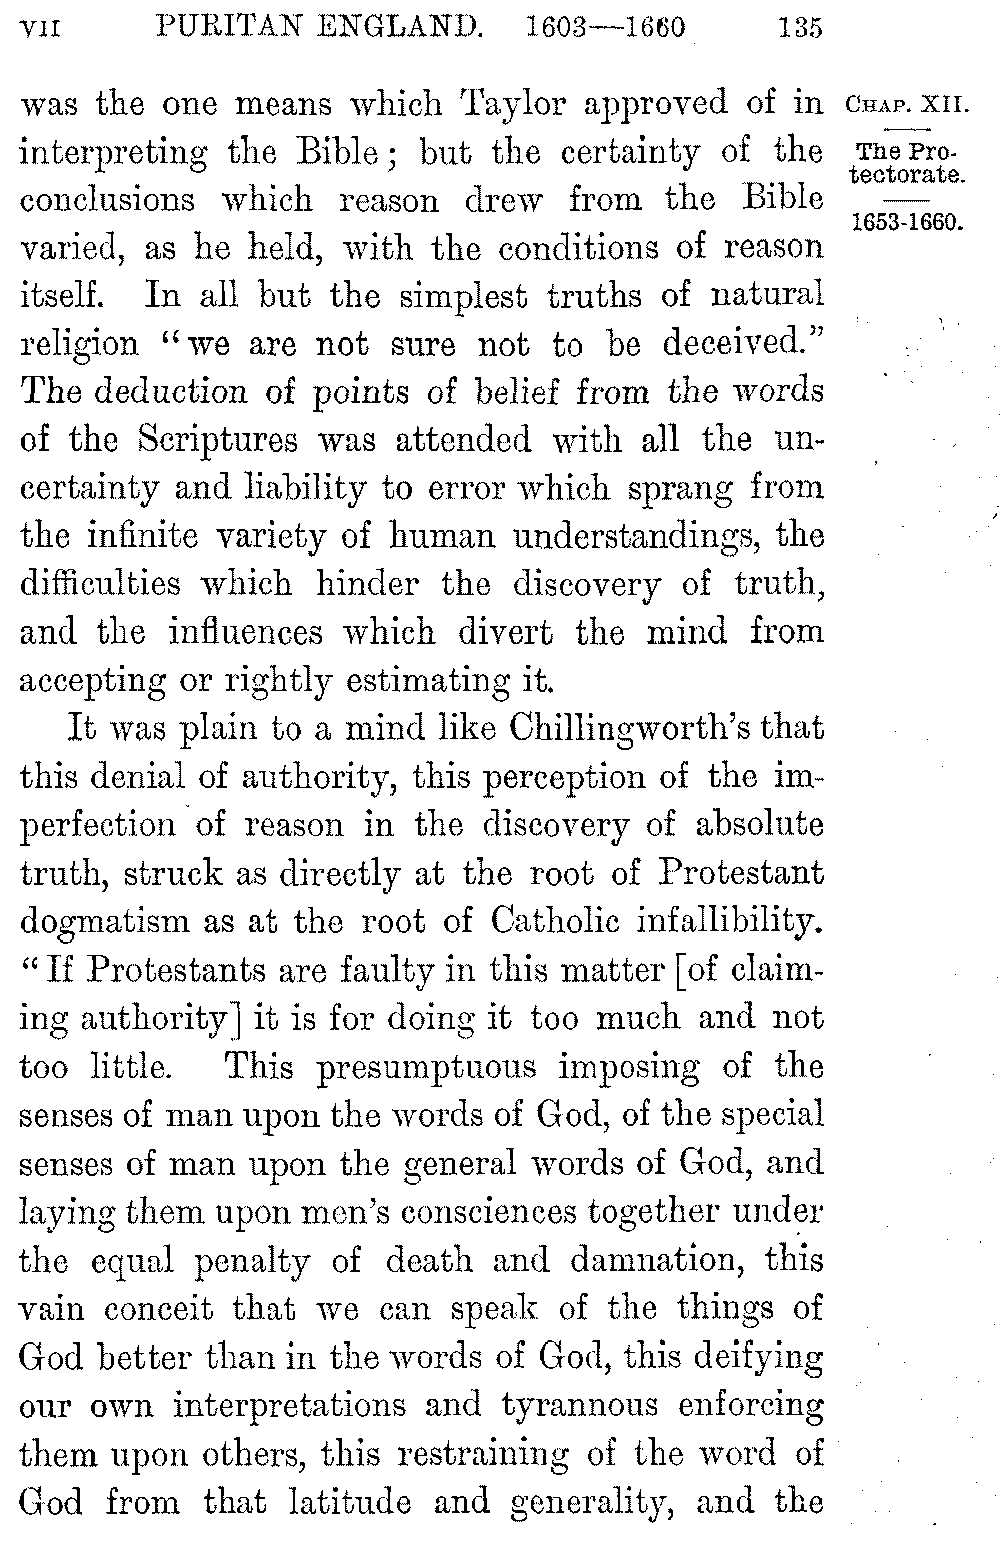 VII PURITAN ENGLAND. 1603—1660 135
was the one means which Taylor approved of in
interpreting the Bible; but the certainty of the
conclusions which reason drew from the Bible
varied, as he held, with the conditions of reason
itself. In all but the simplest truths of natural
religion “we are not sure not to be deceived.”
The deduction of points of belief from the words
of the Scriptures was attended with all the un-
certainty and liability to error which sprang from
the infinite variety of human understandings, the
difficulties which hinder the discovery of truth,
and the influences which divert the mind from
accepting or rightly estimating it.
It was plain to a mind like Chillingworth's that
this denial of authority, this perception of the im-
perfection of reason in the discovery of absolute
truth, struck as directly at the root of Protestant
dogmatism as at the root of Catholic infallibility.
“If Protestants are faulty in this matter [of claim-
ing authority] it is for doing it too much and not
too little. This presumptuous imposing of the
senses of man upon the words of God, of the special
senses of man upon the general words of God, and
laying them upon men's consciences together under
the equal penalty of death and damnation, this
vain conceit that we can speak of the things of
God better than in the words of God, this deifying
our own interpretations and tyrannous enforcing
them upon others, this restraining of the word of
God from that latitude and generality, and the
CHAP. XII.
The Pro-
tectorate.
1653-1660.